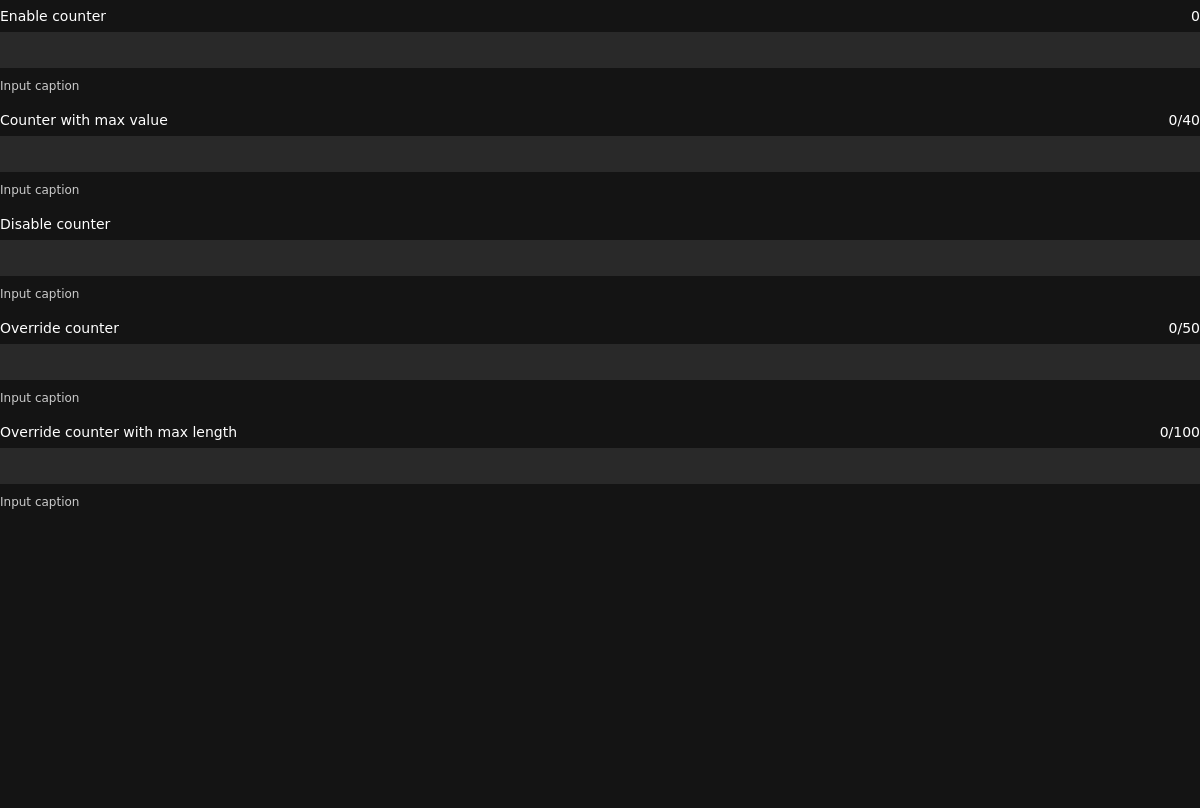 Enable counter 0
Input caption
Counter with max value 0/40
Input caption
Disable counter
Input caption
Override counter 0/50
Input caption
Override counter with max length 0/100
Input caption